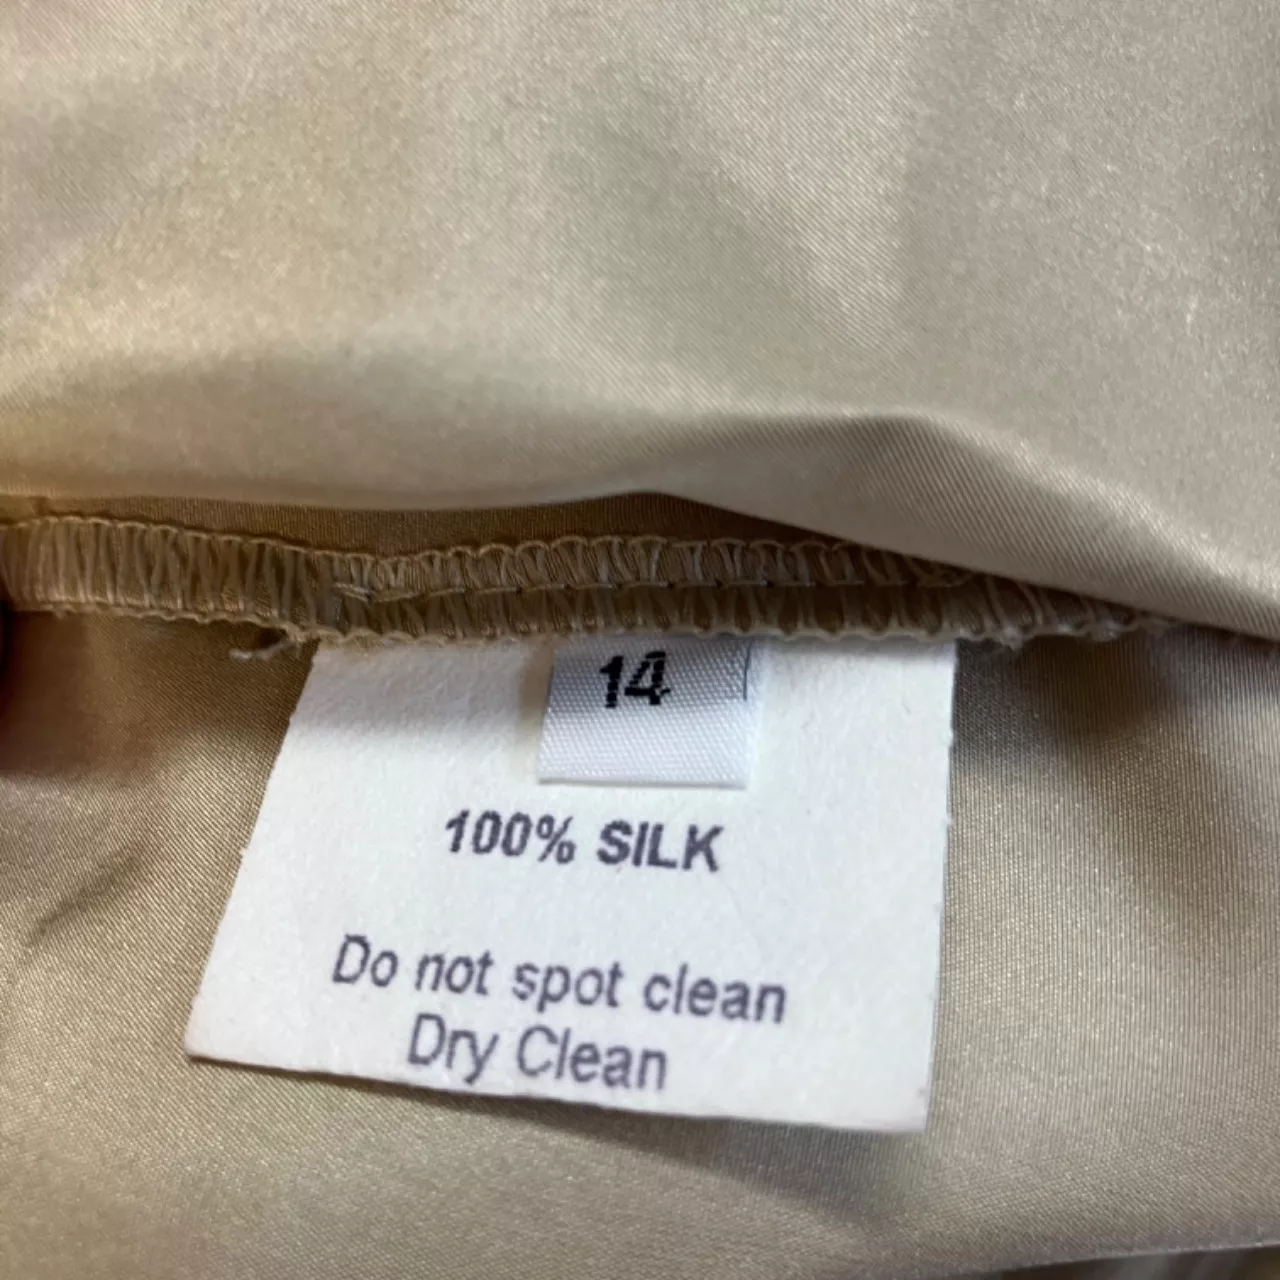 14
100% SILK
Do not spot clean
Dry Clean